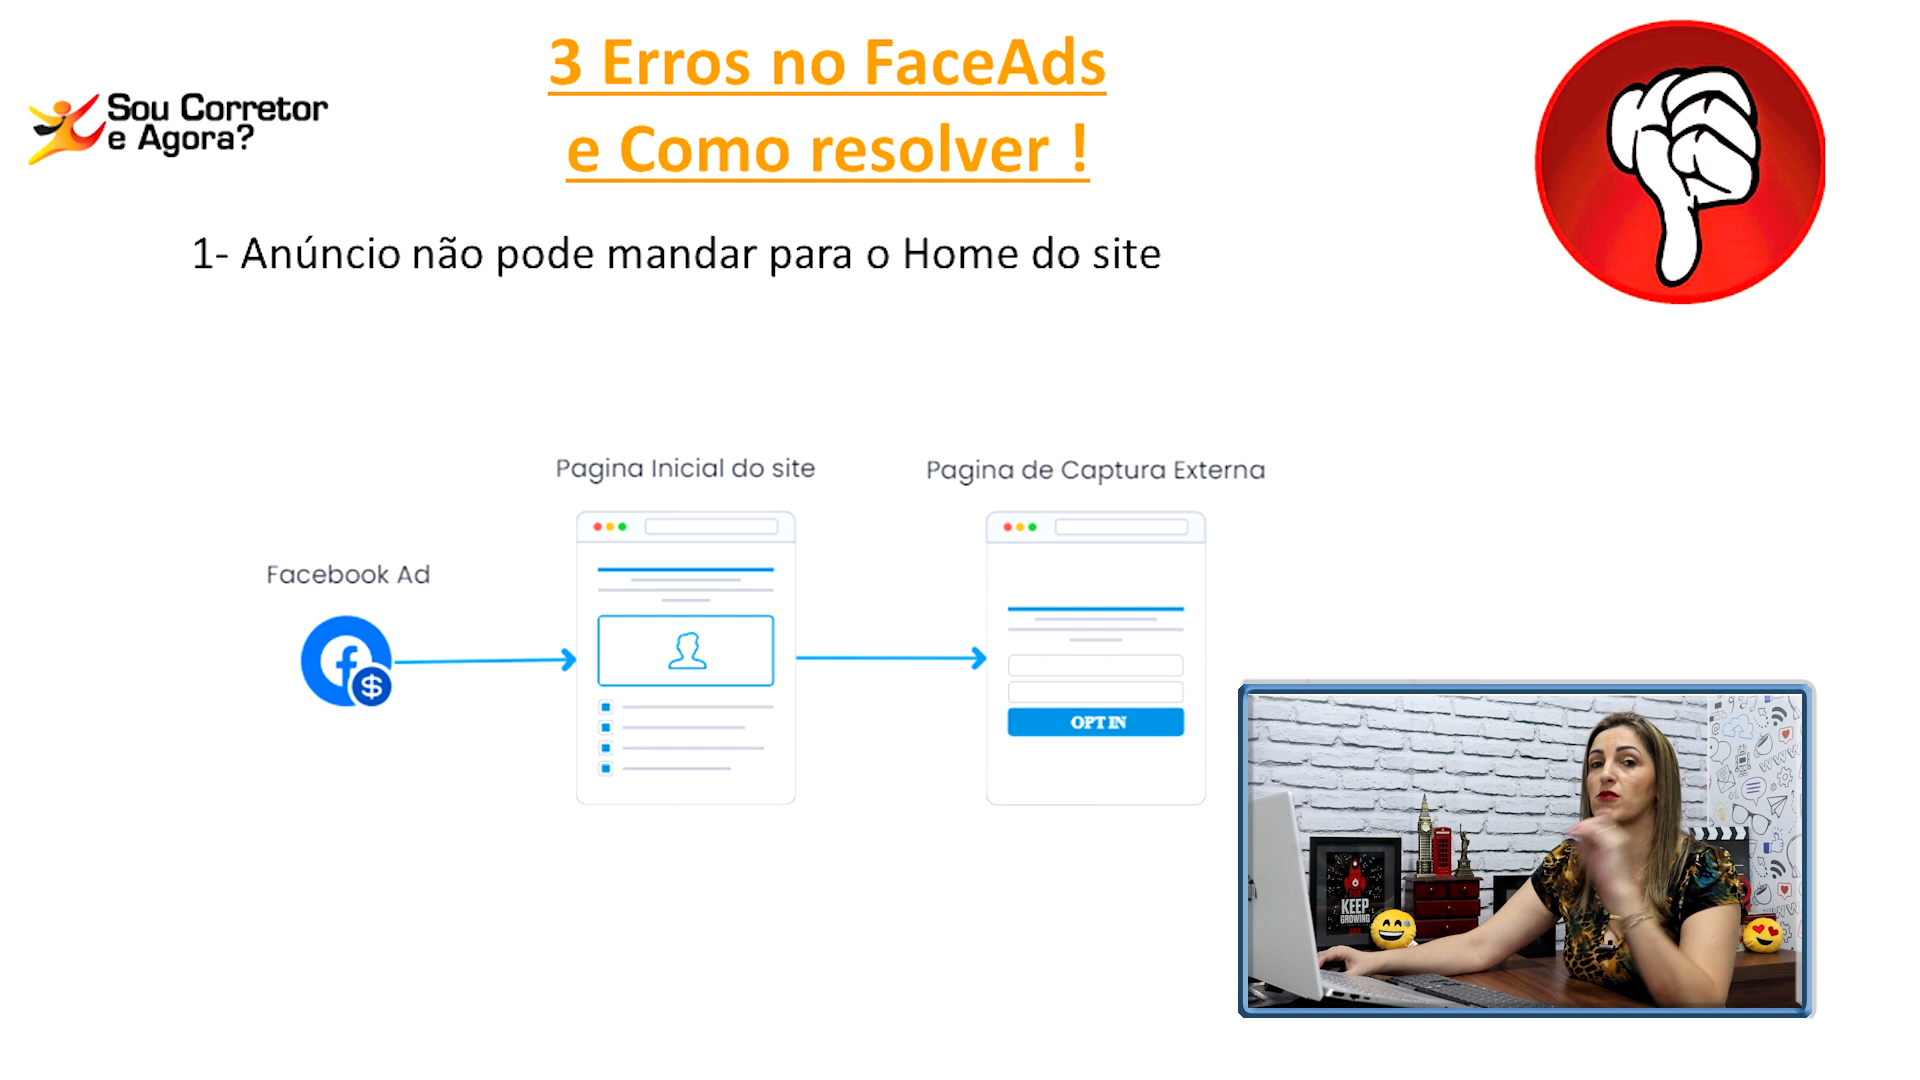 3 Erros no FaceAds
e Como resolver !
Sou Corretor
e Agora?
1- Anúncio não pode mandar para o Home do site
Pagina Inicial do site
Pagina de Captura Externa
Facebook Ad
$
OPT IN
KEEP
GROWING